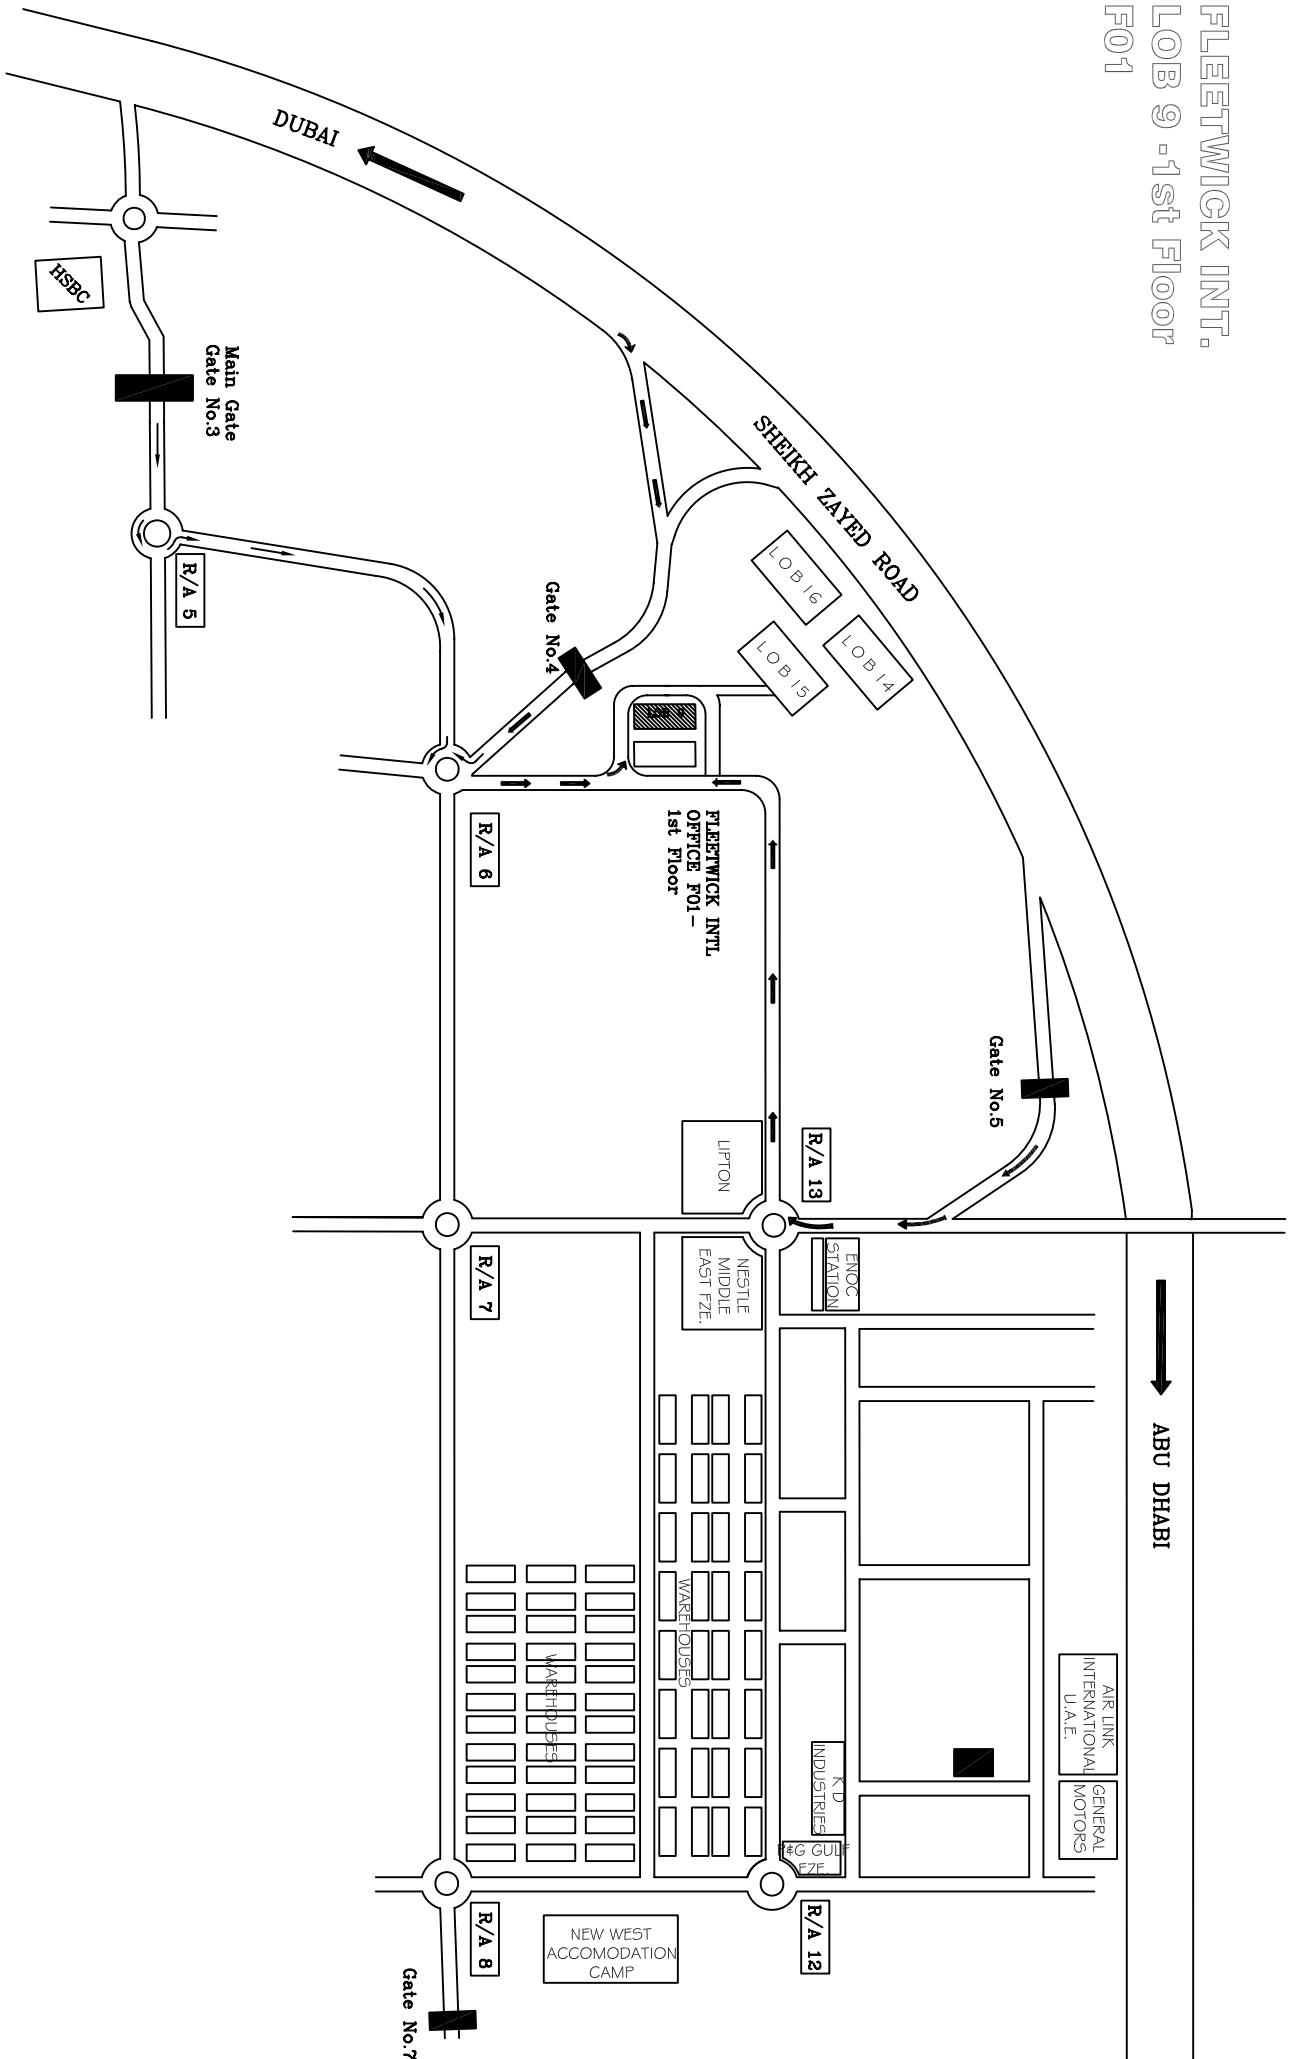 FLEETWICK INT.
LOB 9 -1st Floor
F01
DUBAI
HSBC
Main Gate
Gate No.3
SHEIKH ZAYED ROAD
R/A 5
Gate No.4
LOB 16
LOB 14
LOB 15
LOB 9
R/A 6
FLEETWICK INTL
OFFICE F01-
1st Floor
Gate No.5
LIPTON
R/A 13
R/A 7
NESTLE
MIDDLE
EAST FZE.
ENOC
STATION
ABU DHABI
WAREHOUSES
WAREHOUSES
AIR LINK
INTERNATIONAL
U.A.E.
GENERAL
MOTORS
K D
INDUSTRIES
P&G GULF
FZE.
R/A 8
R/A 12
NEW WEST
ACCOMODATION
CAMP
Gate No.7